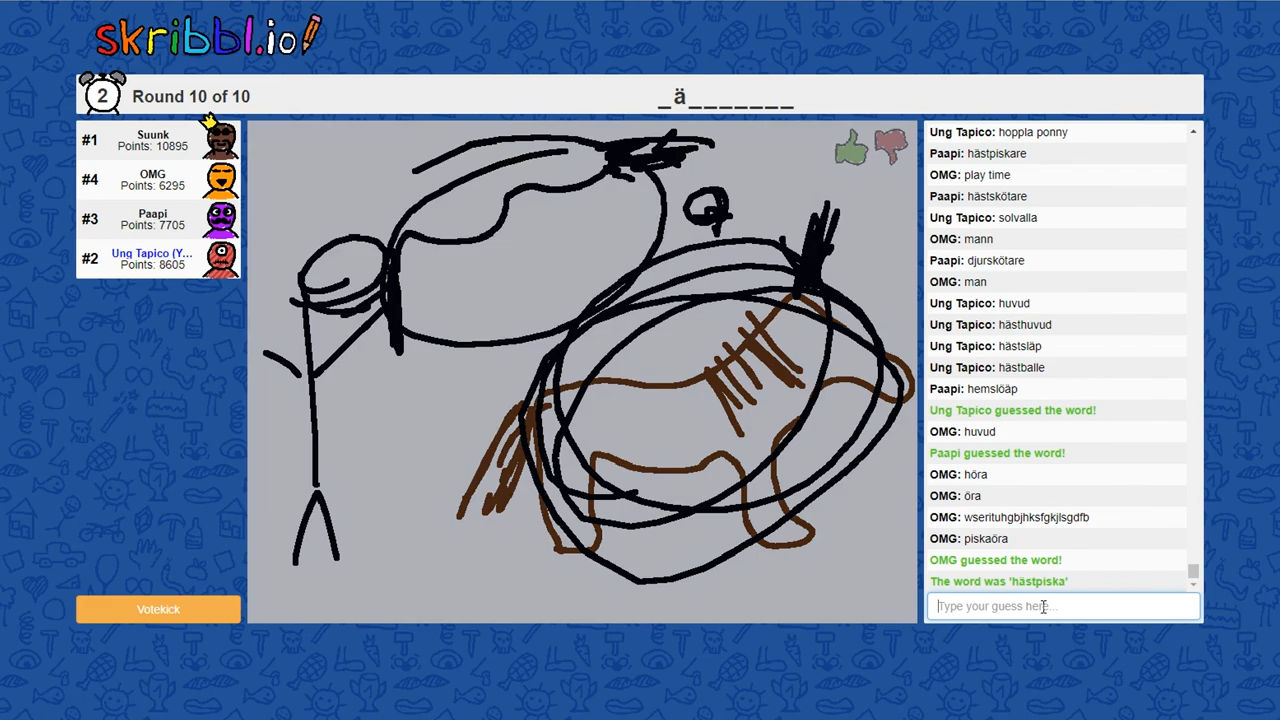 skribbl.io!
2
Round 10 of 10
_ä_______
#1
Suunk
Points: 10895
#4
OMG
Points: 6295
#3
Paapi
Points: 7705
#2
Ung Tapico (Y...
Points: 8605
Votekick
Ung Tapico: hoppla ponny
Paapi: hästpiskare
OMG: play time
Paapi: hästskötare
Ung Tapico: solvalla
OMG: mann
Paapi: djurskötare
OMG: man
Ung Tapico: huvud
Ung Tapico: hästhuvud
Ung Tapico: hästsläp
Ung Tapico: hästballe
Paapi: hemslöäp
Ung Tapico guessed the word!
OMG: huvud
Paapi guessed the word!
OMG: höra
OMG: öra
OMG: wserituhgbjhksfgkjlsgdfb
OMG: piskaöra
OMG guessed the word!
The word was 'hästpiska'
Type your guess here...